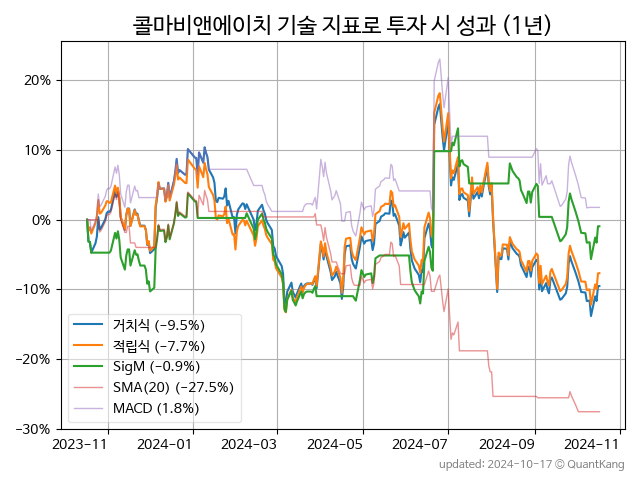 콜마비앤에이치 기술 지표로 투자 시 성과 (1년)
20%
10%
0%
−10%
−20%
−30%
거치식 (−9.5%)
적립식 (−7.7%)
SigM (−0.9%)
SMA(20) (−27.5%)
MACD (1.8%)
2023-11 2024-01 2024-03 2024-05 2024-07 2024-09 2024-11
updated: 2024-10-17 © QuantKang